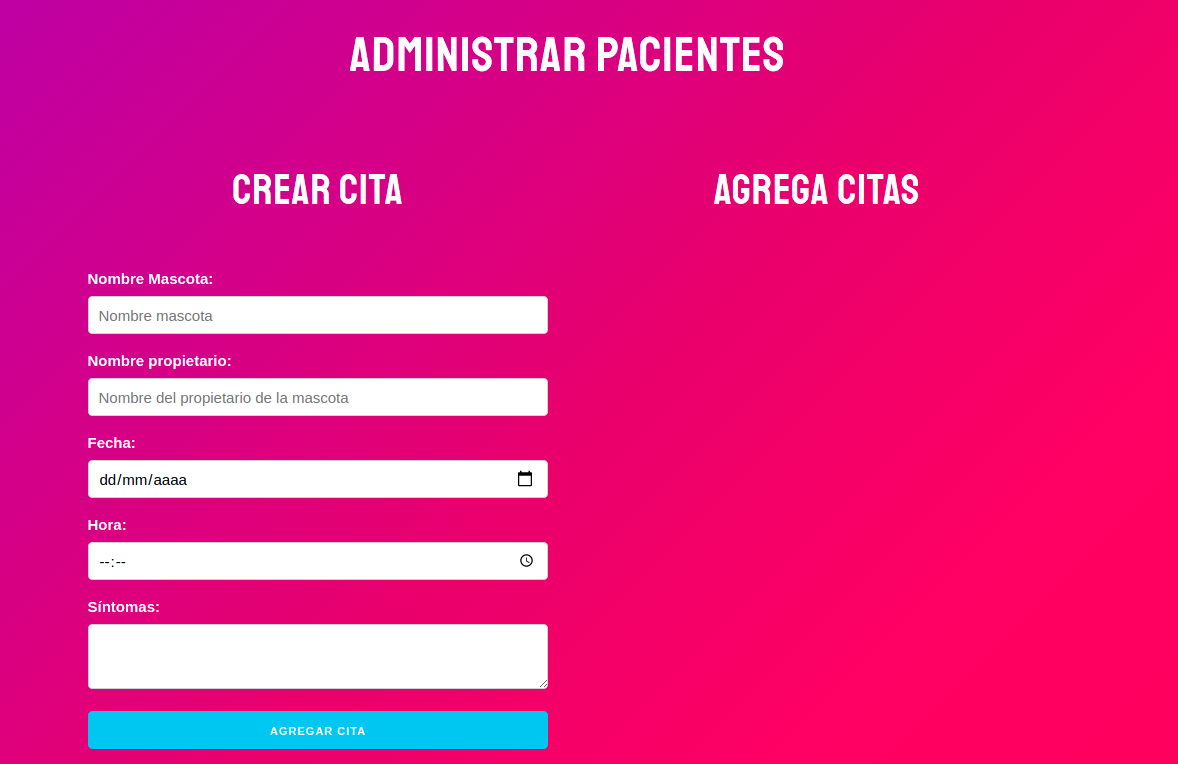 ADMINISTRAR PACIENTES
CREAR CITA
AGREGA CITAS
Nombre Mascota:
Nombre mascota
Nombre propietario:
Nombre del propietario de la mascota
Fecha:
dd/mm/aaaa
Hora:
--:--
Síntomas:
AGREGAR CITA